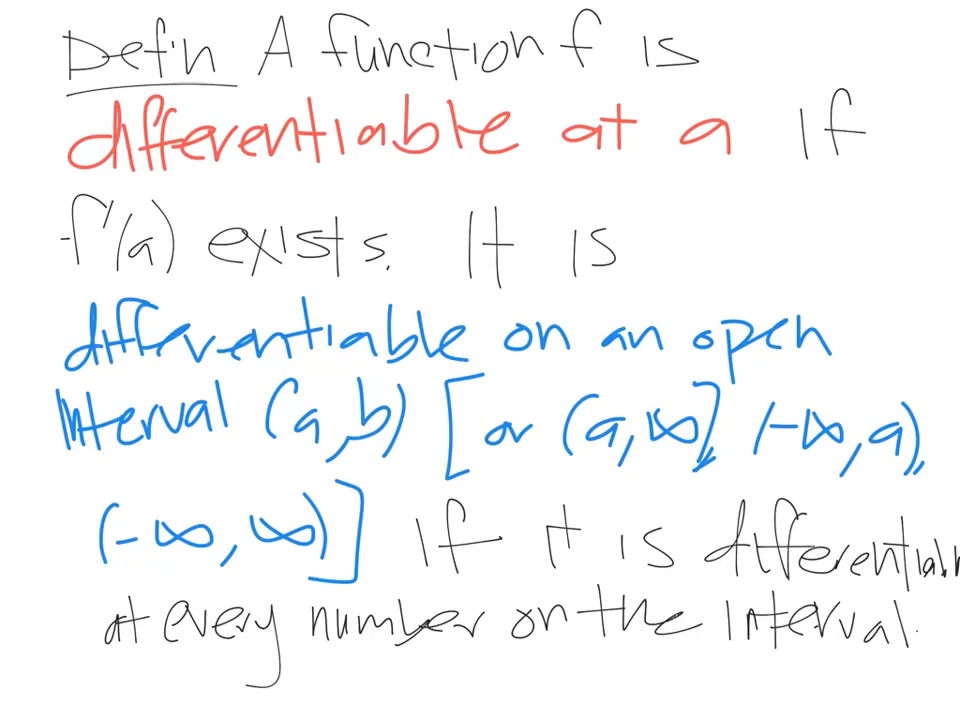 Def'n A function f is
differentiable at a if
f'(a) exists. It is
differentiable on an open
interval (a,b) [or (a,∞], (-∞,a),
(-∞,∞)] if it is differentiabl
at every number on the interval.